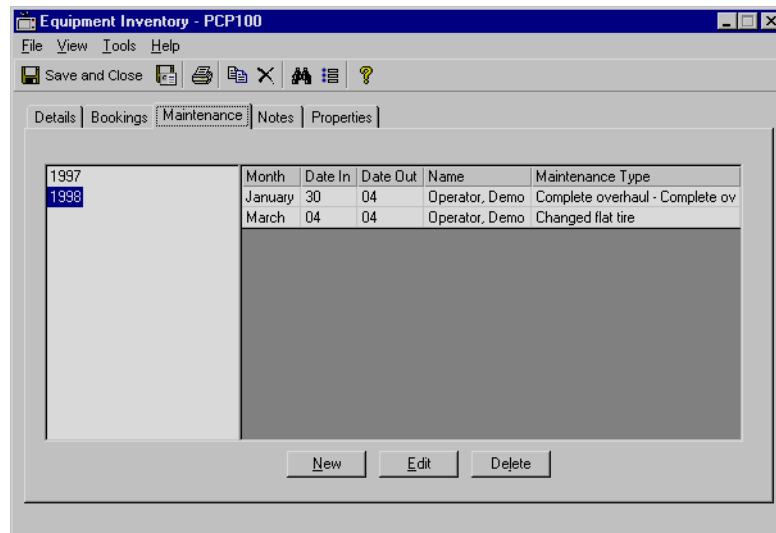 Equipment Inventory - PCP100
File View Tools Help
Save and Close
Details Bookings Maintenance Notes Properties
1997
1998
Month Date In Date Out Name Maintenance Type
January 30 04 Operator, Demo Complete overhaul - Complete ov
March 04 04 Operator, Demo Changed flat tire
New Edit Delete